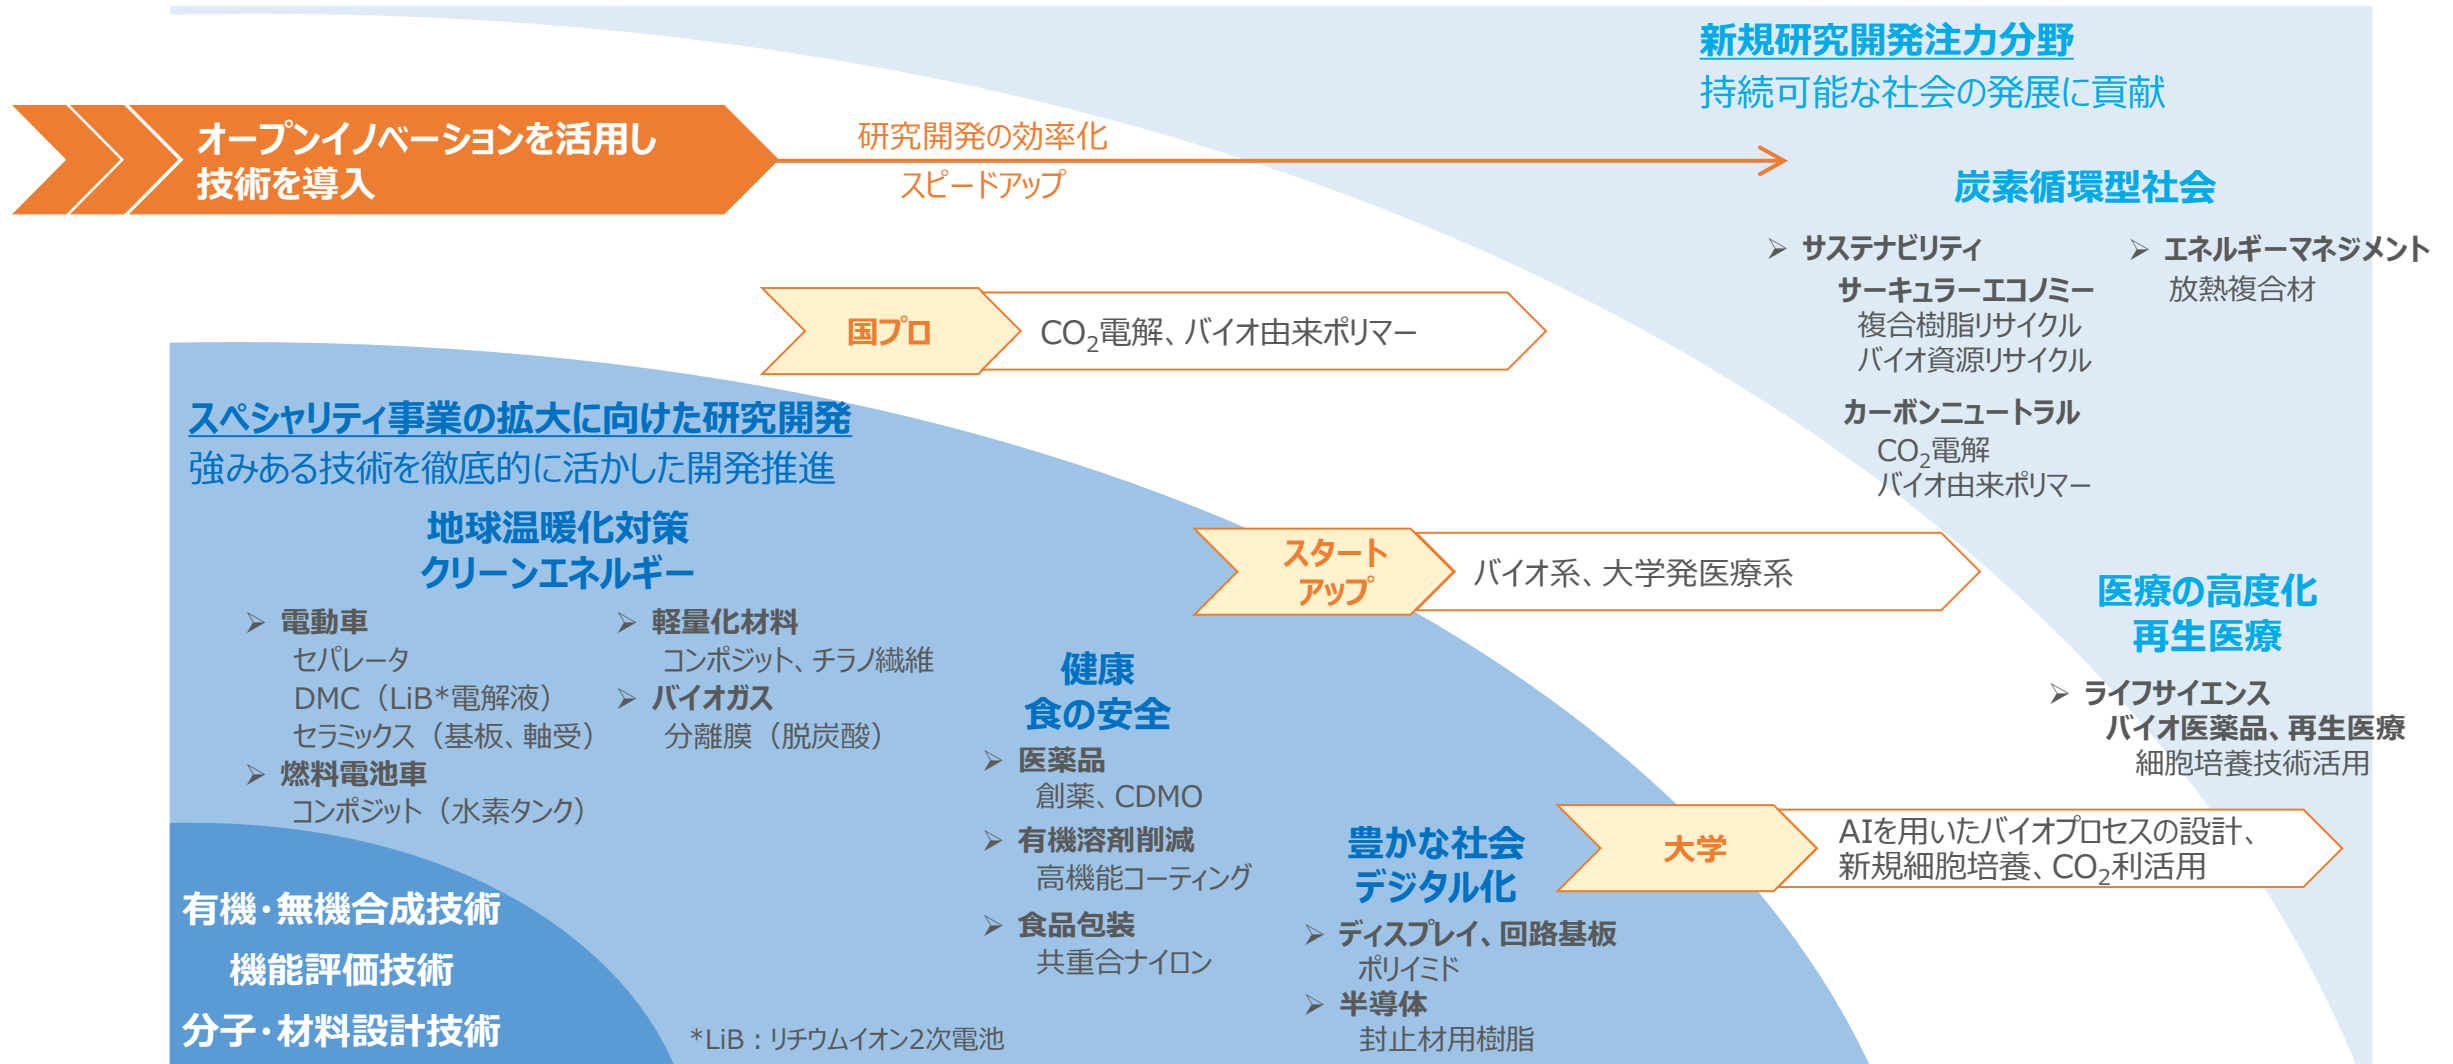 新規研究開発注力分野
持続可能な社会の発展に貢献
オープンイノベーションを活用し
技術を導入
研究開発の効率化
スピードアップ
炭素循環型社会
➢ サステナビリティ
サーキュラーエコノミー
複合樹脂リサイクル
バイオ資源リサイクル
カーボンニュートラル
CO₂電解
バイオ由来ポリマー
➢ エネルギーマネジメント
放熱複合材
国プロ
CO₂電解、バイオ由来ポリマー
スペシャリティ事業の拡大に向けた研究開発
強みある技術を徹底的に活かした開発推進
地球温暖化対策
クリーンエネルギー
➢ 電動車
セパレータ
DMC（LiB*電解液）
セラミックス（基板、軸受）
➢ 燃料電池車
コンポジット（水素タンク）
➢ 軽量化材料
コンポジット、チラノ繊維
➢ バイオガス
分離膜（脱炭酸）
スタート
アップ
バイオ系、大学発医療系
医療の高度化
再生医療
➢ ライフサイエンス
バイオ医薬品、再生医療
細胞培養技術活用
健康
食の安全
➢ 医薬品
創薬、CDMO
➢ 有機溶剤削減
高機能コーティング
➢ 食品包装
共重合ナイロン
豊かな社会
デジタル化
➢ ディスプレイ、回路基板
ポリイミド
➢ 半導体
封止材用樹脂
大学
AIを用いたバイオプロセスの設計、
新規細胞培養、CO₂利活用
有機･無機合成技術
機能評価技術
分子･材料設計技術
*LiB：リチウムイオン2次電池